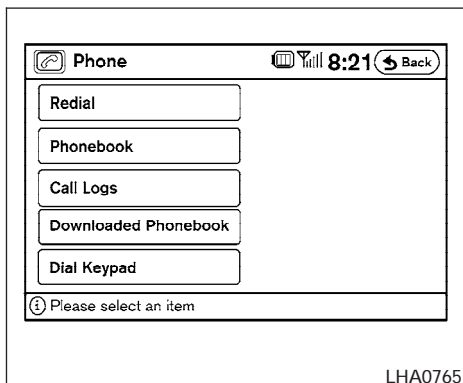 Phone 8:21 Back
Redial
Phonebook
Call Logs
Downloaded Phonebook
Dial Keypad
i Please select an item
LHA0765